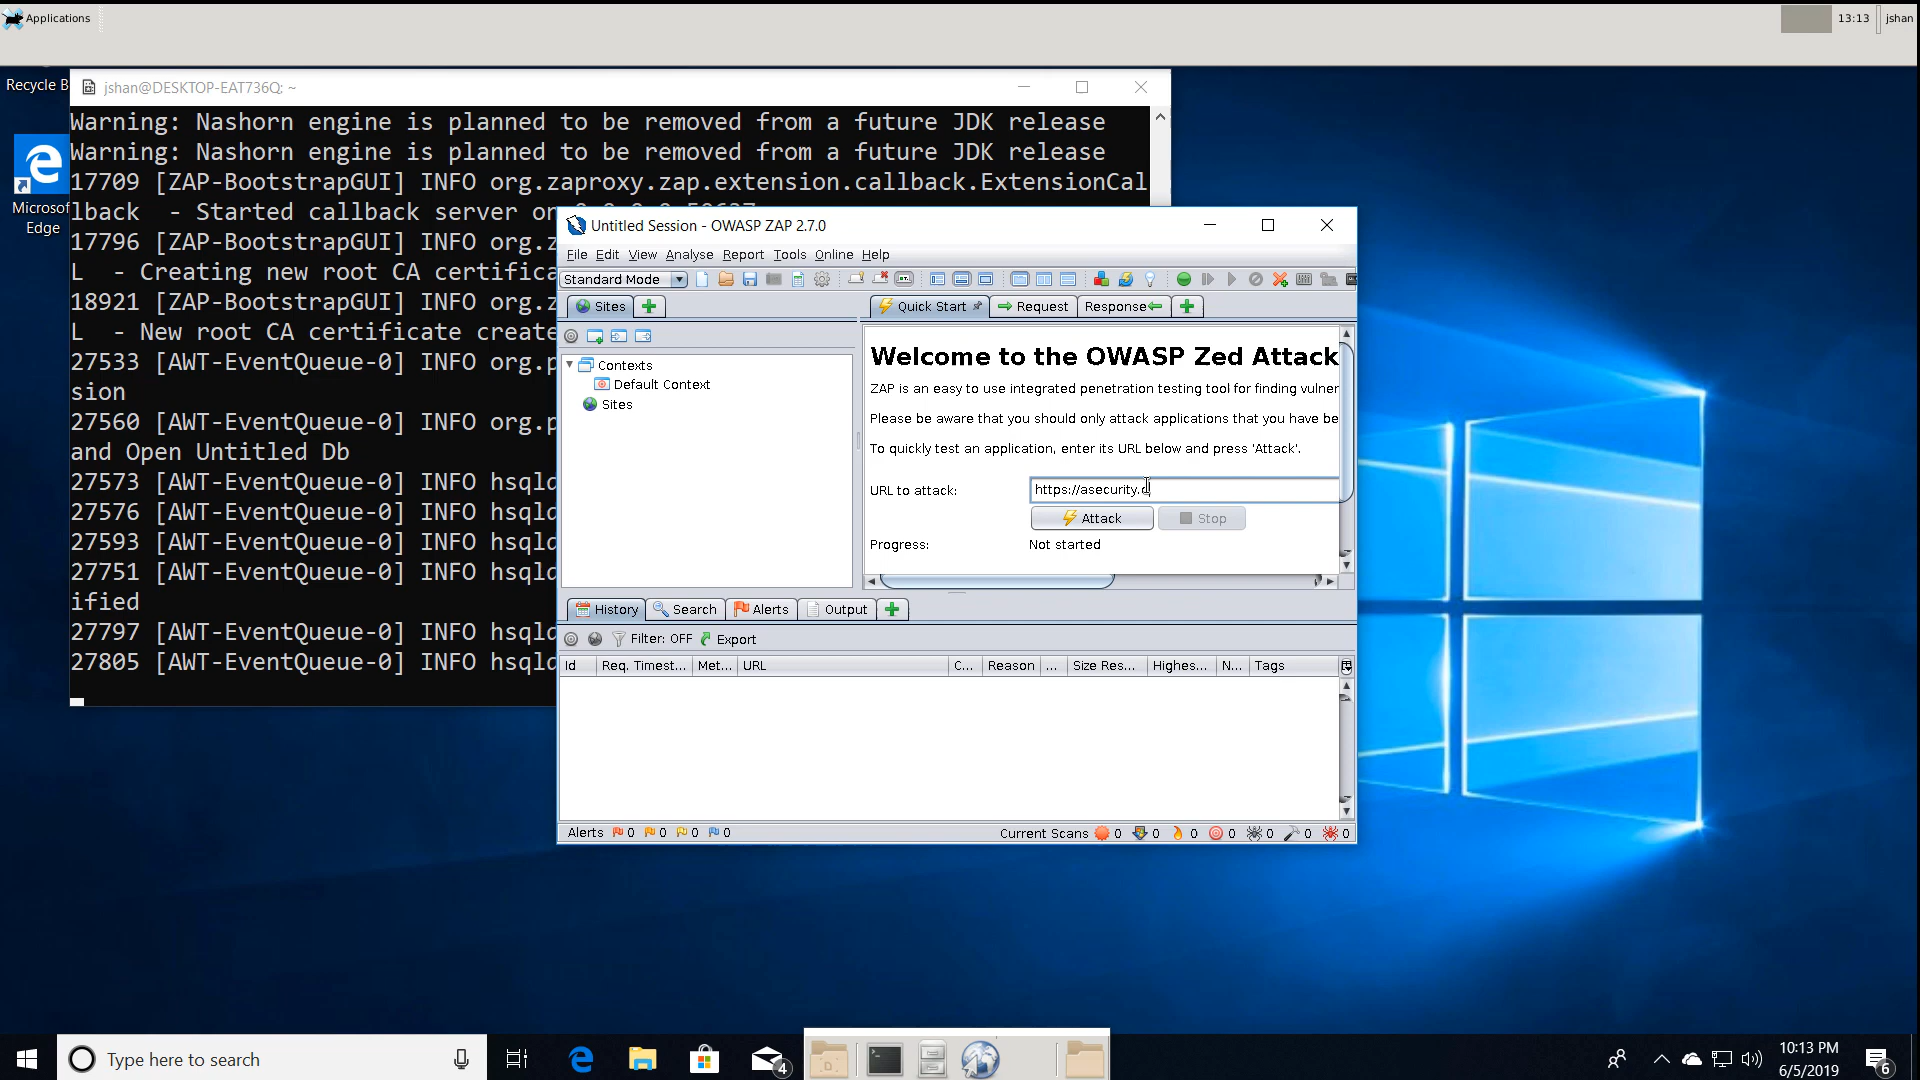 Applications
13:13
jshan
Recycle B
Microsof
Edge
jshan@DESKTOP-EAT736Q: ~
Warning: Nashorn engine is planned to be removed from a future JDK release
Warning: Nashorn engine is planned to be removed from a future JDK release
17709 [ZAP-BootstrapGUI] INFO org.zaproxy.zap.extension.callback.ExtensionCal
lback  - Started callback server on
17796 [ZAP-BootstrapGUI] INFO org.z
L  - Creating new root CA certifica
18921 [ZAP-BootstrapGUI] INFO org.z
L  - New root CA certificate create
27533 [AWT-EventQueue-0] INFO org.p
sion
27560 [AWT-EventQueue-0] INFO org.p
and Open Untitled Db
27573 [AWT-EventQueue-0] INFO hsqld
27576 [AWT-EventQueue-0] INFO hsqld
27593 [AWT-EventQueue-0] INFO hsqld
27751 [AWT-EventQueue-0] INFO hsqld
ified
27797 [AWT-EventQueue-0] INFO hsqld
27805 [AWT-EventQueue-0] INFO hsqld
Untitled Session - OWASP ZAP 2.7.0
File Edit View Analyse Report Tools Online Help
Standard Mode
Sites
Quick Start Request Response
Contexts
Default Context
Sites
Welcome to the OWASP Zed Attack
ZAP is an easy to use integrated penetration testing tool for finding vulner
Please be aware that you should only attack applications that you have be
To quickly test an application, enter its URL below and press 'Attack'.
URL to attack: https://asecurity.
Attack Stop
Progress: Not started
History Search Alerts Output
Filter: OFF Export
Id Req. Timest... Met... URL C... Reason ... Size Res... Highes... N... Tags
Alerts 0 0 0 0 Current Scans 0 0 0 0 0 0 0
Type here to search
4
10:13 PM
6/5/2019
6